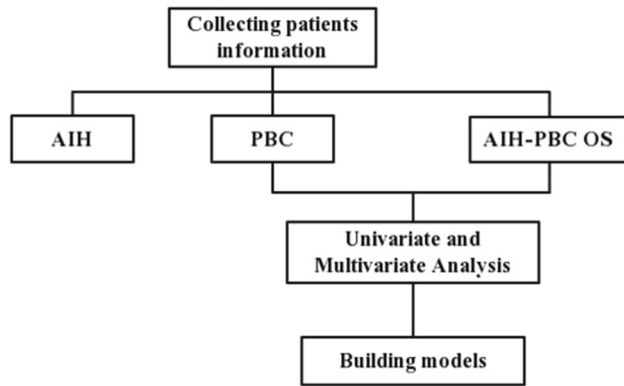 Collecting patients
information
AIH
PBC
AIH-PBC OS
Univariate and
Multivariate Analysis
Building models